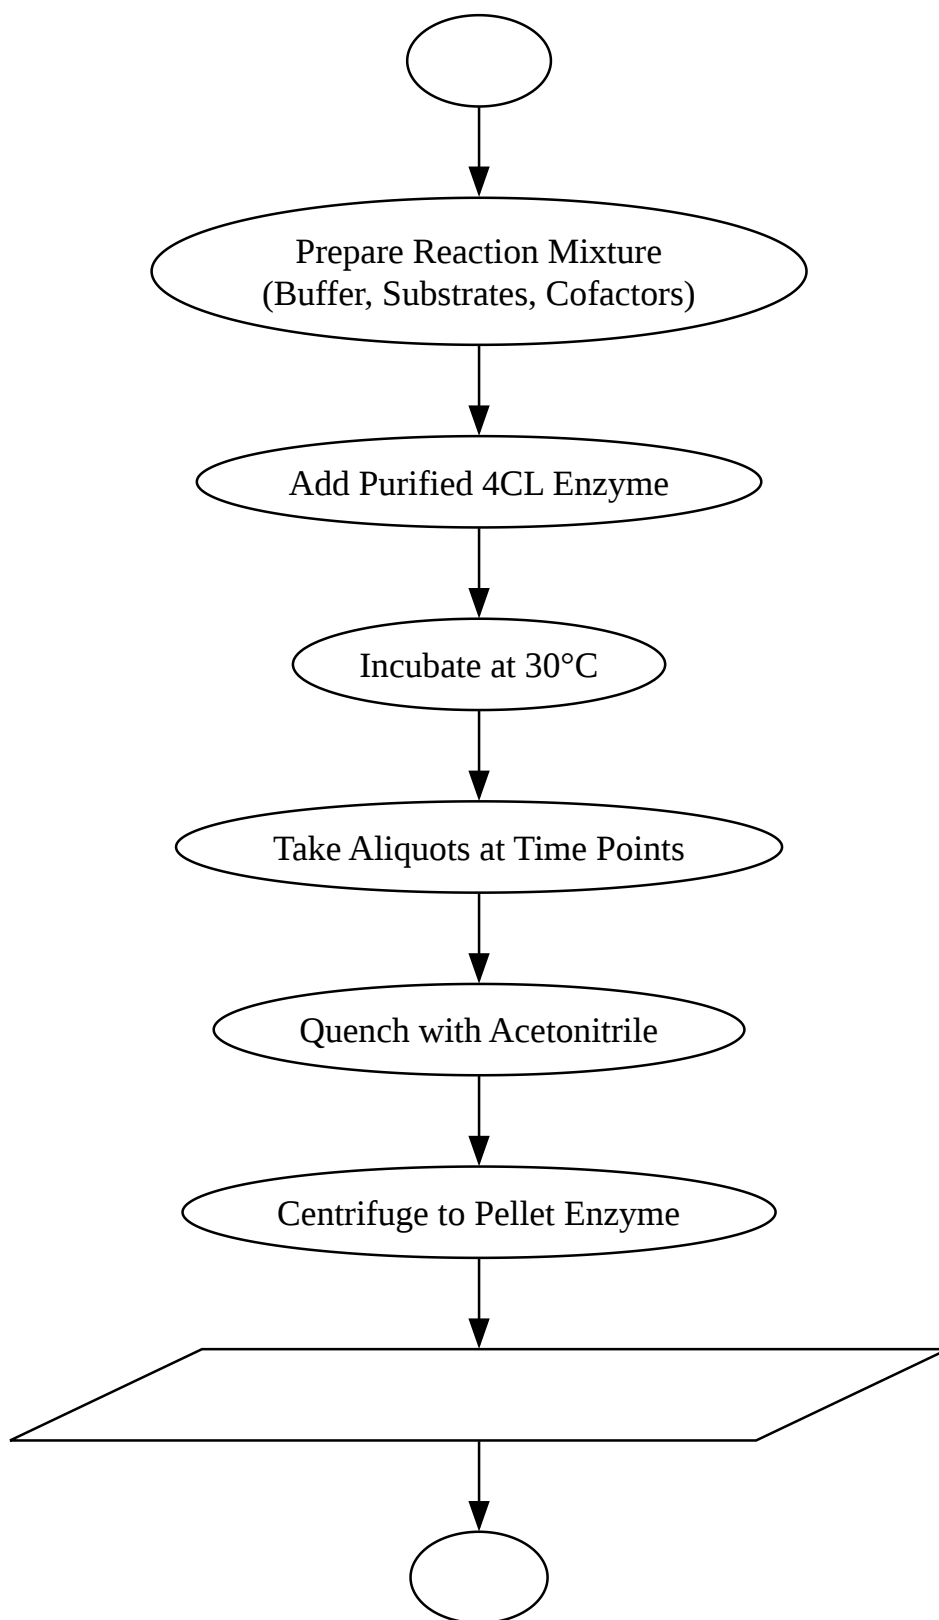 Prepare Reaction Mixture
(Buffer, Substrates, Cofactors)
Add Purified 4CL Enzyme
Incubate at 30°C
Take Aliquots at Time Points
Quench with Acetonitrile
Centrifuge to Pellet Enzyme